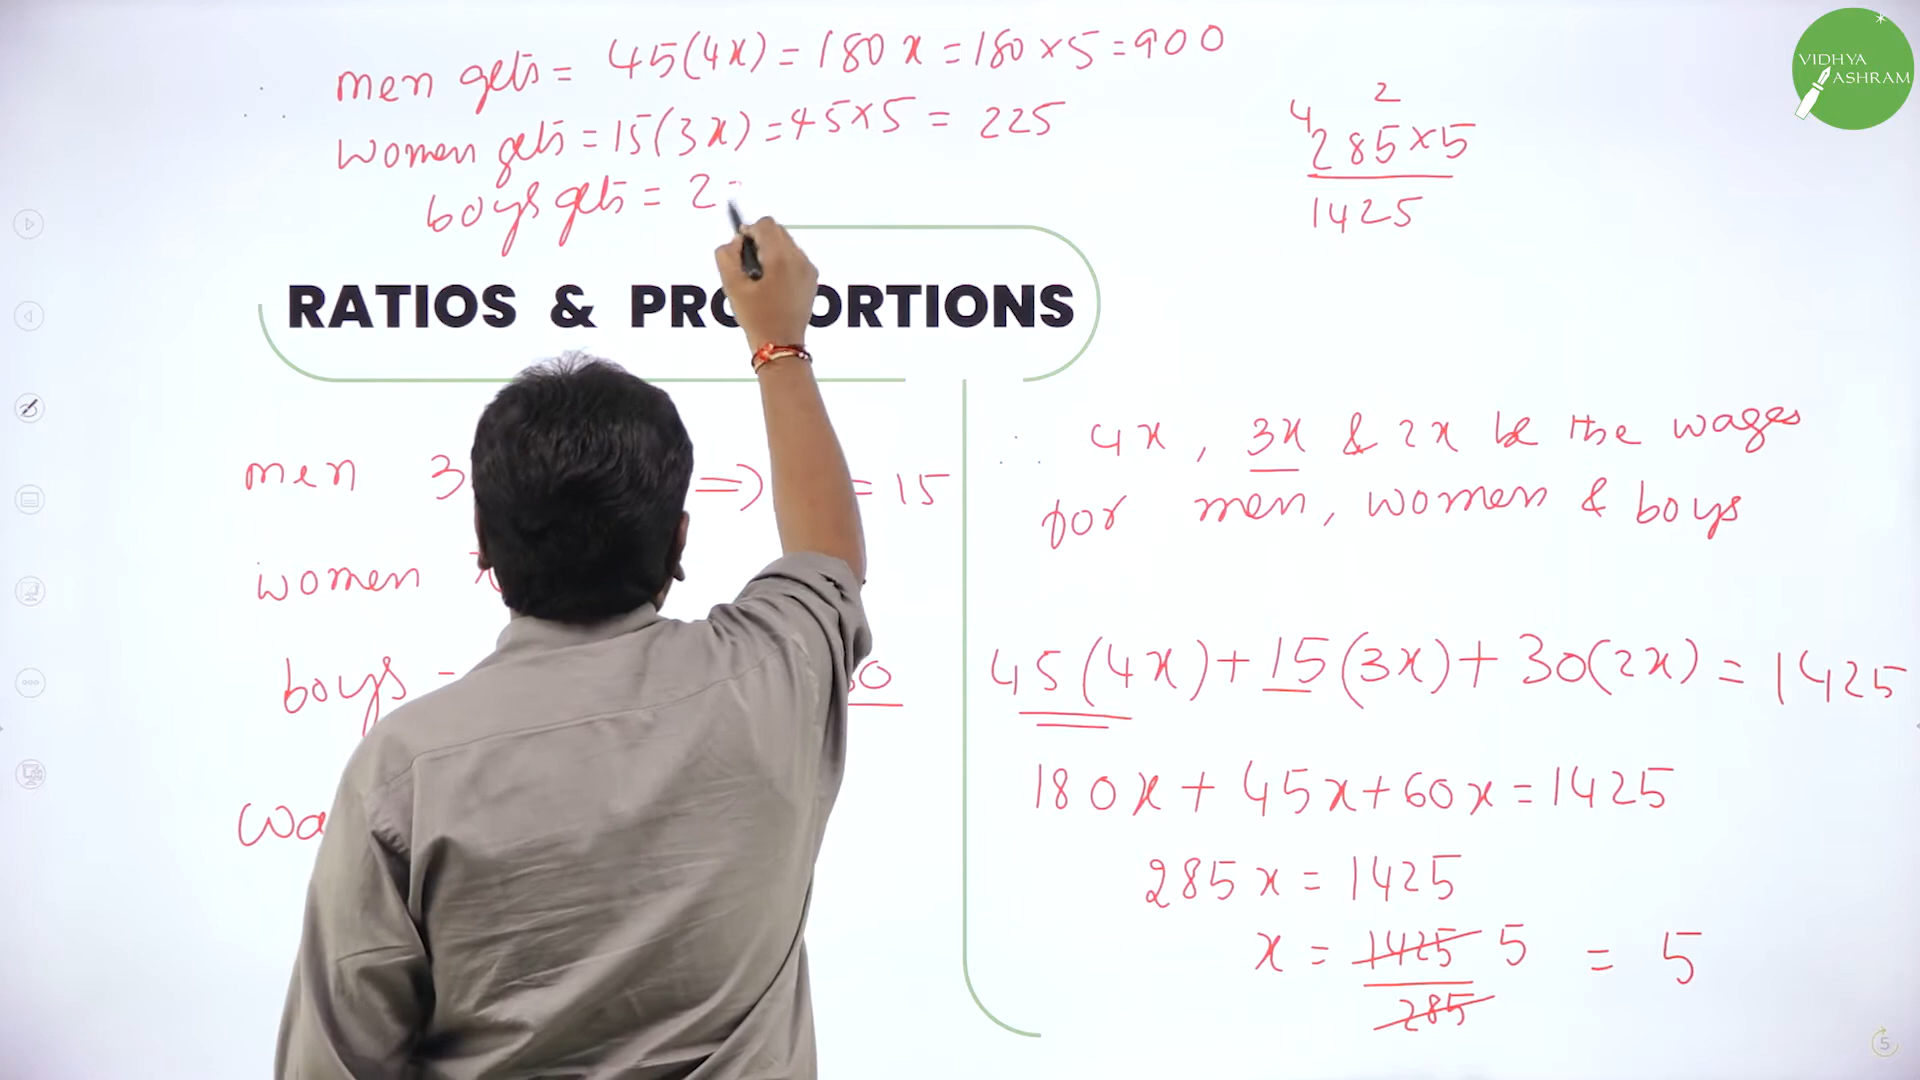 men gets = 45(4x) = 180x = 180×5 = 900
women gets = 15(3x) = 45×5 = 225
boys gets = 2
4 2
285×5
1425
VIDHYA
ASHRAM
RATIOS & PROPORTIONS
men 3 => = 15
women
boys - 0
wa
4x, 3x & 2x be the wages
for men, women & boys
45(4x) + 15(3x) + 30(2x) = 1425
180x + 45x + 60x = 1425
285x = 1425
x = 1425/285 5 = 5
5